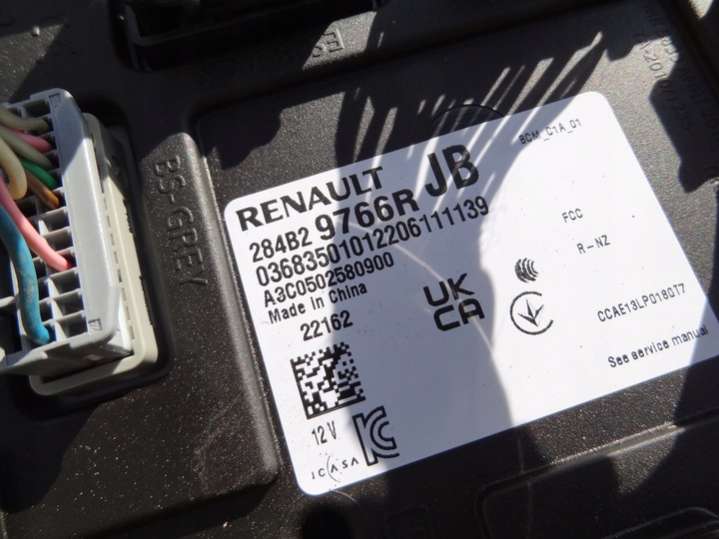 BS-GREY
BCM_C1A_01
RENAULT JB
284B2 9766R
0368350101220611139
A3C0502580900
Made in China
22162
FCC
R-NZ
UK
CA
CCAE13LP0180T7
See service manual
12V
ICASA